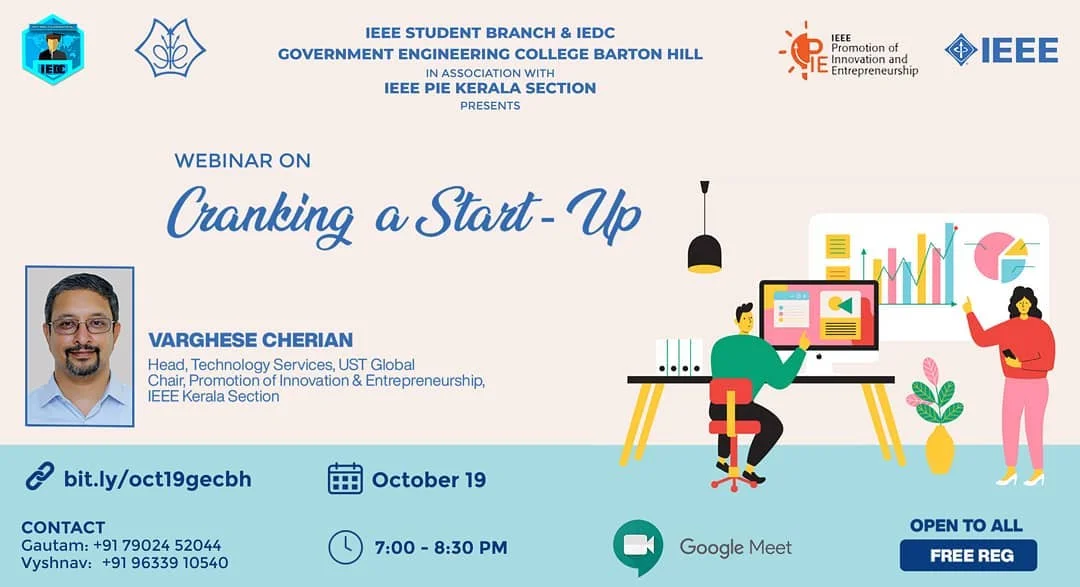 IEDC
IEEE STUDENT BRANCH & IEDC
GOVERNMENT ENGINEERING COLLEGE BARTON HILL
IN ASSOCIATION WITH
IEEE PIE KERALA SECTION
PRESENTS
PIE
IEEE
Promotion of
Innovation and
Entrepreneurship
IEEE
WEBINAR ON
Cranking a Start-Up
VARGHESE CHERIAN
Head, Technology Services, UST Global
Chair, Promotion of Innovation & Entrepreneurship,
IEEE Kerala Section
bit.ly/oct19gecbh
October 19
CONTACT
Gautam: +91 79024 52044
Vyshnav: +91 96339 10540
7:00 - 8:30 PM
Google Meet
OPEN TO ALL
FREE REG